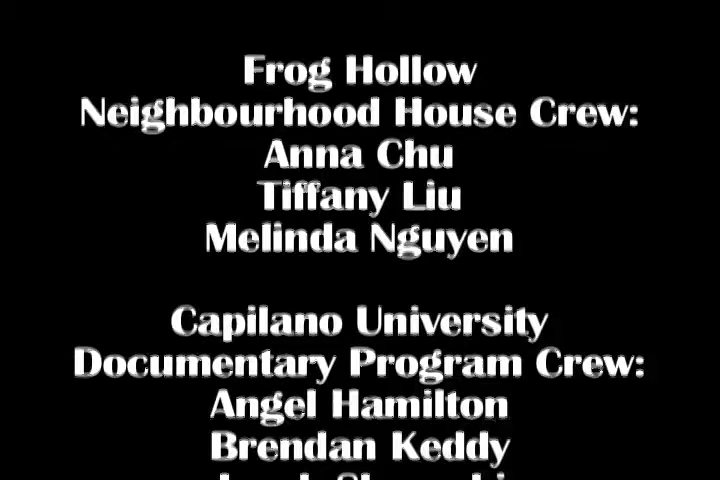 Frog Hollow
Neighbourhood House Crew:
Anna Chu
Tiffany Liu
Melinda Nguyen
Capilano University
Documentary Program Crew:
Angel Hamilton
Brendan Keddy